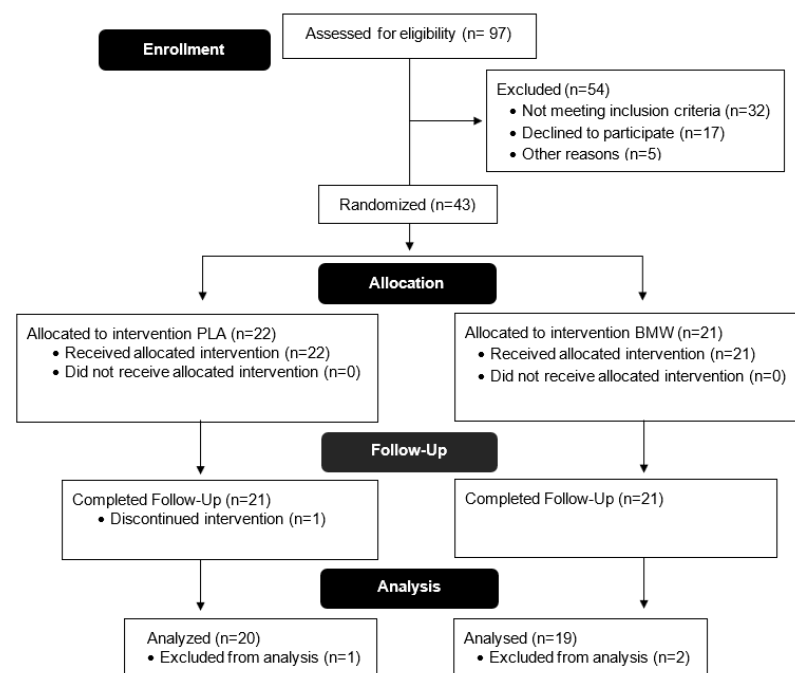 Assessed for eligibility (n= 97)
Enrollment
Excluded (n=54)
• Not meeting inclusion criteria (n=32)
• Declined to participate (n=17)
• Other reasons (n=5)
Randomized (n=43)
Allocation
Allocated to intervention PLA (n=22)
• Received allocated intervention (n=22)
• Did not receive allocated intervention (n=0)
Allocated to intervention BMW (n=21)
• Received allocated intervention (n=21)
• Did not receive allocated intervention (n=0)
Follow-Up
Completed Follow-Up (n=21)
• Discontinued intervention (n=1)
Completed Follow-Up (n=21)
Analysis
Analyzed (n=20)
• Excluded from analysis (n=1)
Analysed (n=19)
• Excluded from analysis (n=2)